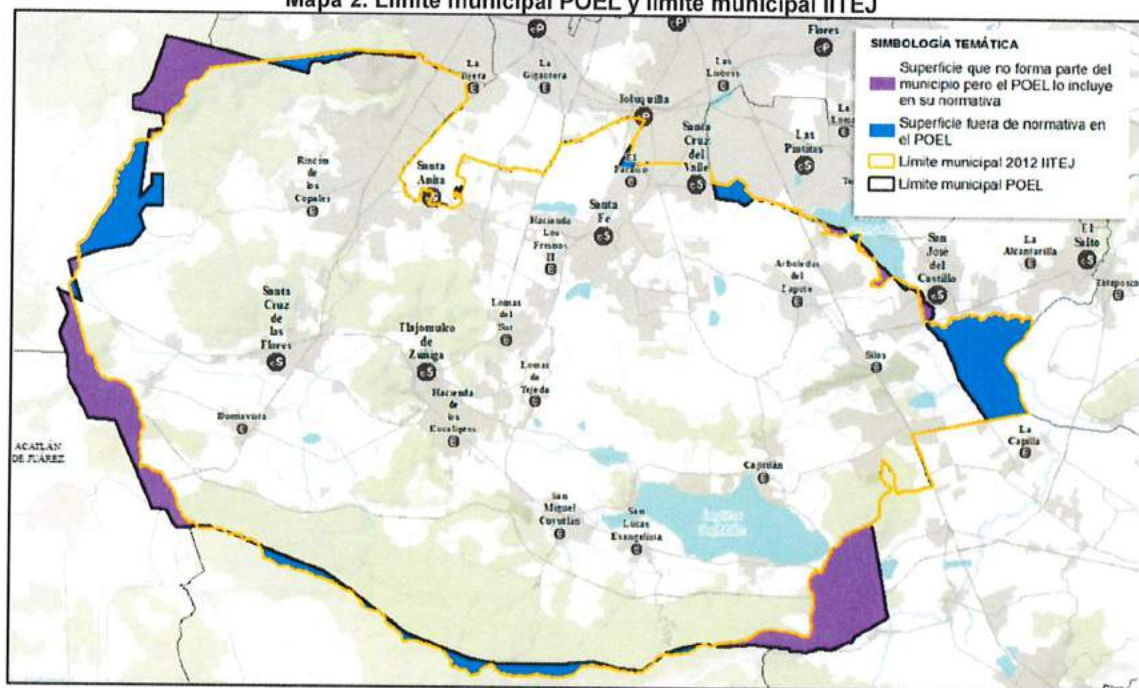 Mapa 2. Límite municipal POEL y límite municipal IITEJ
SIMBOLOGÍA TEMÁTICA
Superficie que no forma parte del
municipio pero el POEL lo incluye
en su normativa
Superficie fuera de normativa en
el POEL
Límite municipal 2012 IITEJ
Límite municipal POEL
Flores
La
Tijera
La
Gigantera
Las
Liebres
Toluquilla
La
Santa
Cruz
del
Valle
Las
Pintitas
Rincón
de
los
Copales
Santa
Anita
El
Santa
Fe
Hacienda
Los
Fresnos
II
Arboledas
del
Zapote
San
José
del
Castillo
La
Alcantarilla
El
Salto
Santa
Cruz
de las
Flores
Lomas
del
Sur
Tlajomulco
de
Zúñiga
Silos
Lomas
de
Tejeda
Buenavista
Hacienda
de
los
Eucaliptos
ACATLÁN
DE JUÁREZ
La
Capilla
Cajititlán
San
Miguel
Cuyutlán
San
Lucas
Evangelista